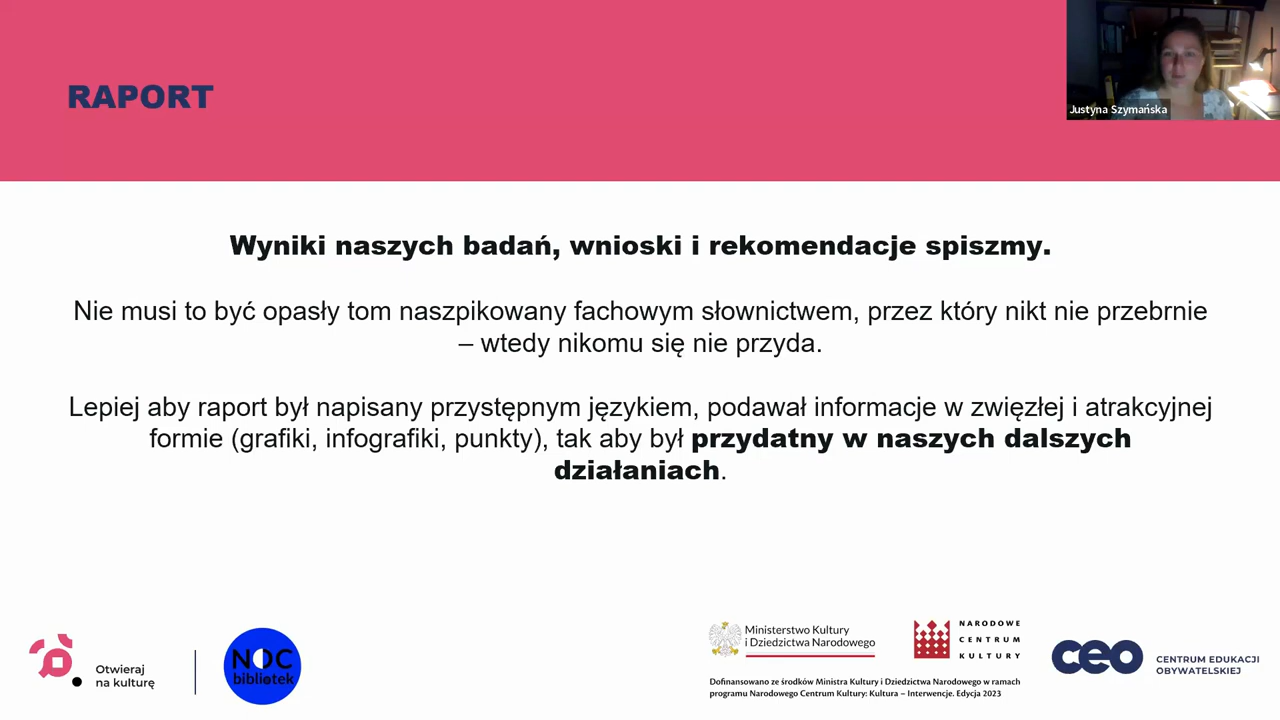 RAPORT
Justyna Szymańska
Wyniki naszych badań, wnioski i rekomendacje spiszmy.
Nie musi to być opasły tom naszpikowany fachowym słownictwem, przez który nikt nie przebrnie
– wtedy nikomu się nie przyda.
Lepiej aby raport był napisany przystępnym językiem, podawał informacje w zwięzłej i atrakcyjnej
formie (grafiki, infografiki, punkty), tak aby był przydatny w naszych dalszych
działaniach.
Otwieraj
na kulturę
NOC
bibliotek
Ministerstwo Kultury
i Dziedzictwa Narodowego
NARODOWE
CENTRUM
KULTURY
Dofinansowano ze środków Ministra Kultury i Dziedzictwa Narodowego w ramach
programu Narodowego Centrum Kultury: Kultura – Interwencje. Edycja 2023
ceo
CENTRUM EDUKACJI
OBYWATELSKIEJ